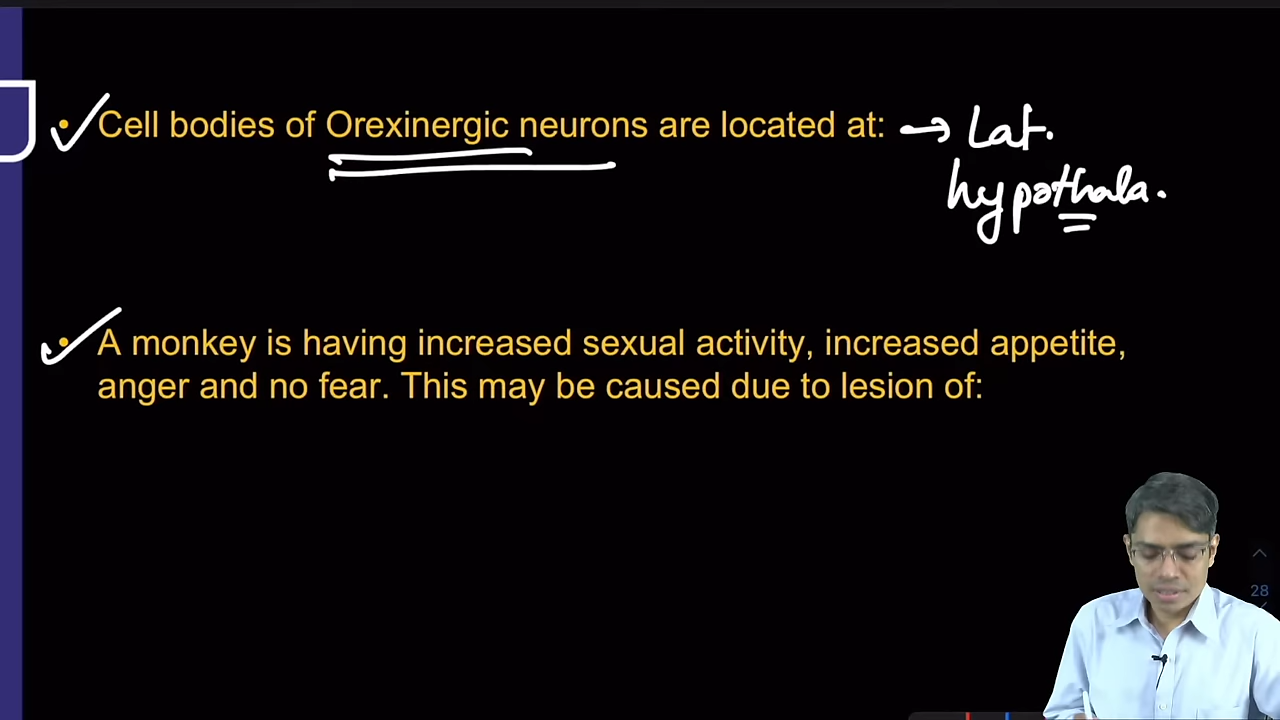 • Cell bodies of Orexinergic neurons are located at: → Lat.
hypothala.
• A monkey is having increased sexual activity, increased appetite,
anger and no fear. This may be caused due to lesion of:
28